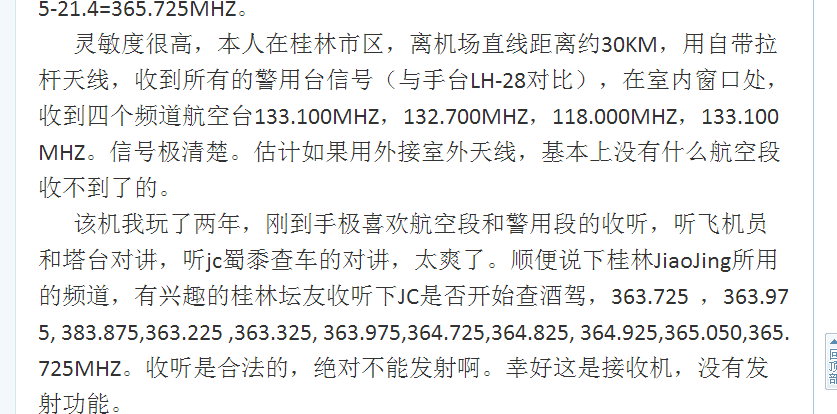 5-21.4=365.725MHZ。
灵敏度很高，本人在桂林市区，离机场直线距离约30KM，用自带拉
杆天线，收到所有的警用台信号（与手台LH-28对比），在室内窗口处，
收到四个频道航空台133.100MHZ，132.700MHZ，118.000MHZ，133.100
MHZ。信号极清楚。估计如果用外接室外天线，基本上没有什么航空段
收不到了的。
该机我玩了两年，刚到手极喜欢航空段和警用段的收听，听飞机员
和塔台对讲，听jc蜀黍查车的对讲，太爽了。顺便说下桂林JiaoJing所用
的频道，有兴趣的桂林坛友收听下JC是否开始查酒驾，363.725 ，363.97
5, 383.875,363.225 ,363.325, 363.975,364.725,364.825, 364.925,365.050,365.
725MHZ。收听是合法的，绝对不能发射啊。幸好这是接收机，没有发
射功能。
回
顶
部